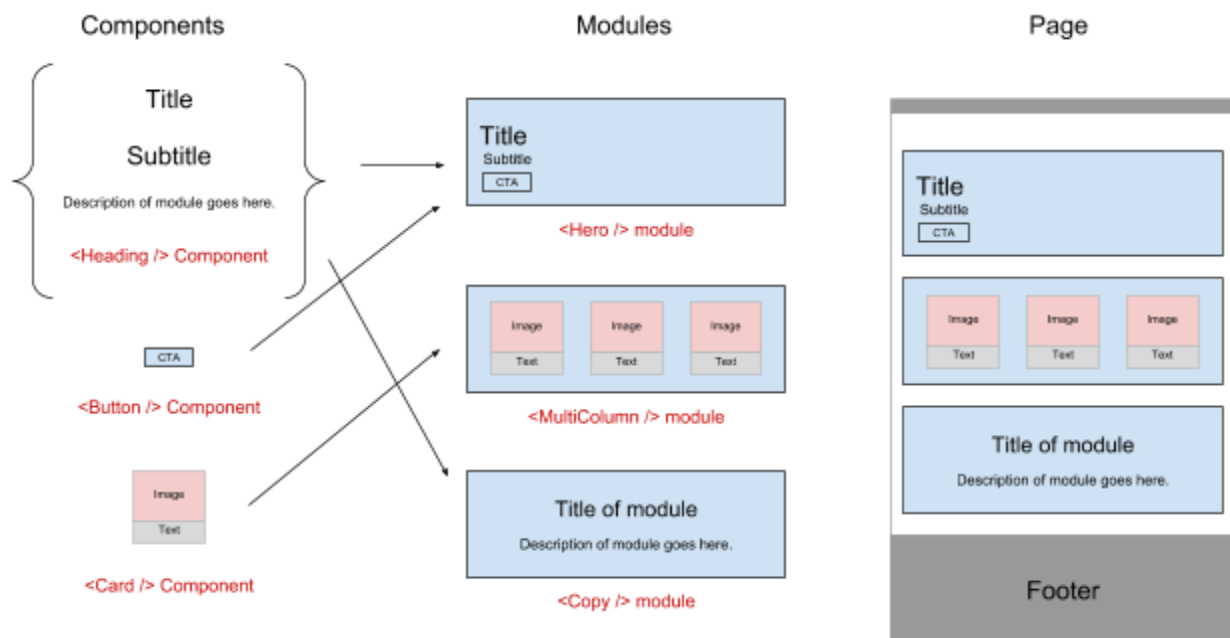 Components
Title
Subtitle
Description of module goes here.
<Heading /> Component
CTA
<Button /> Component
Image
Text
<Card /> Component
Modules
Title
Subtitle
CTA
<Hero /> module
Image Image Image
Text Text Text
<MultiColumn /> module
Title of module
Description of module goes here.
<Copy /> module
Page
Title
Subtitle
CTA
Image Image Image
Text Text Text
Title of module
Description of module goes here.
Footer